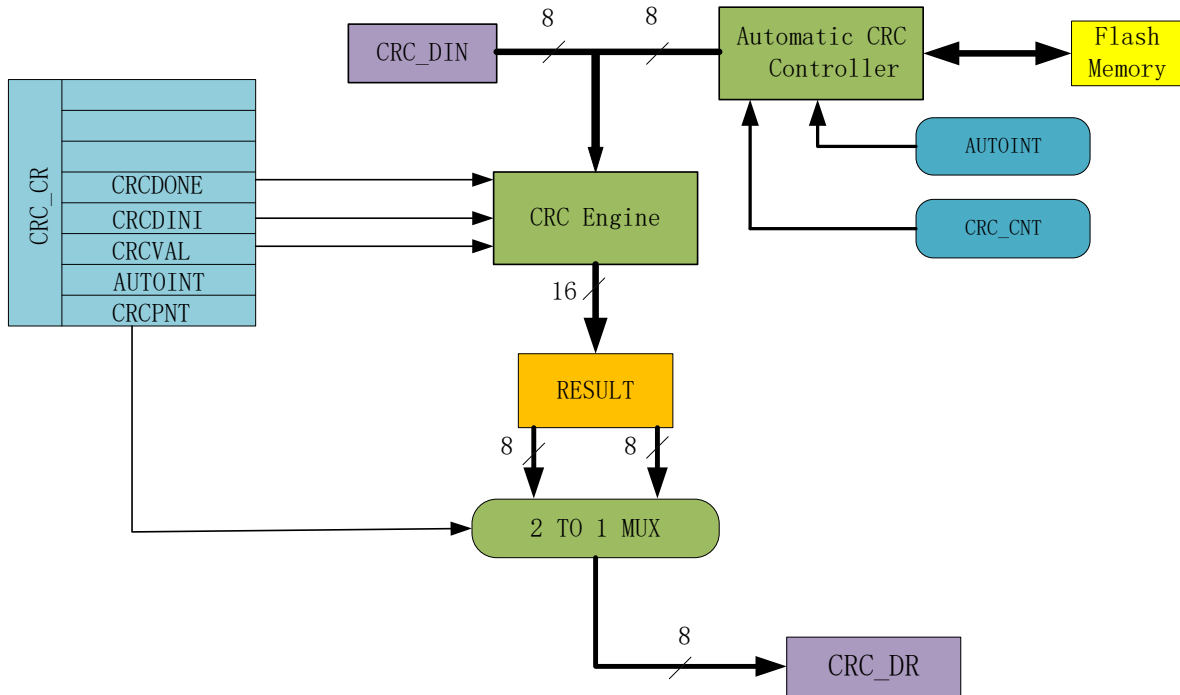 8
8
CRC_DIN
Automatic CRC
Controller
Flash
Memory
CRC_CR
CRCDONE
CRCDINI
CRCVAL
AUTOINT
CRCPNT
CRC Engine
AUTOINT
CRC_CNT
16
RESULT
8
8
2 TO 1 MUX
8
CRC_DR